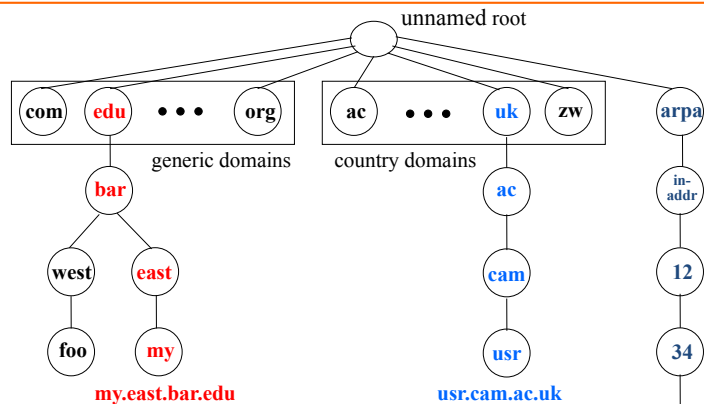 unnamed root
com edu • • • org ac • • • uk zw arpa
generic domains country domains
bar ac in-
addr
west east cam 12
foo my usr 34
my.east.bar.edu usr.cam.ac.uk